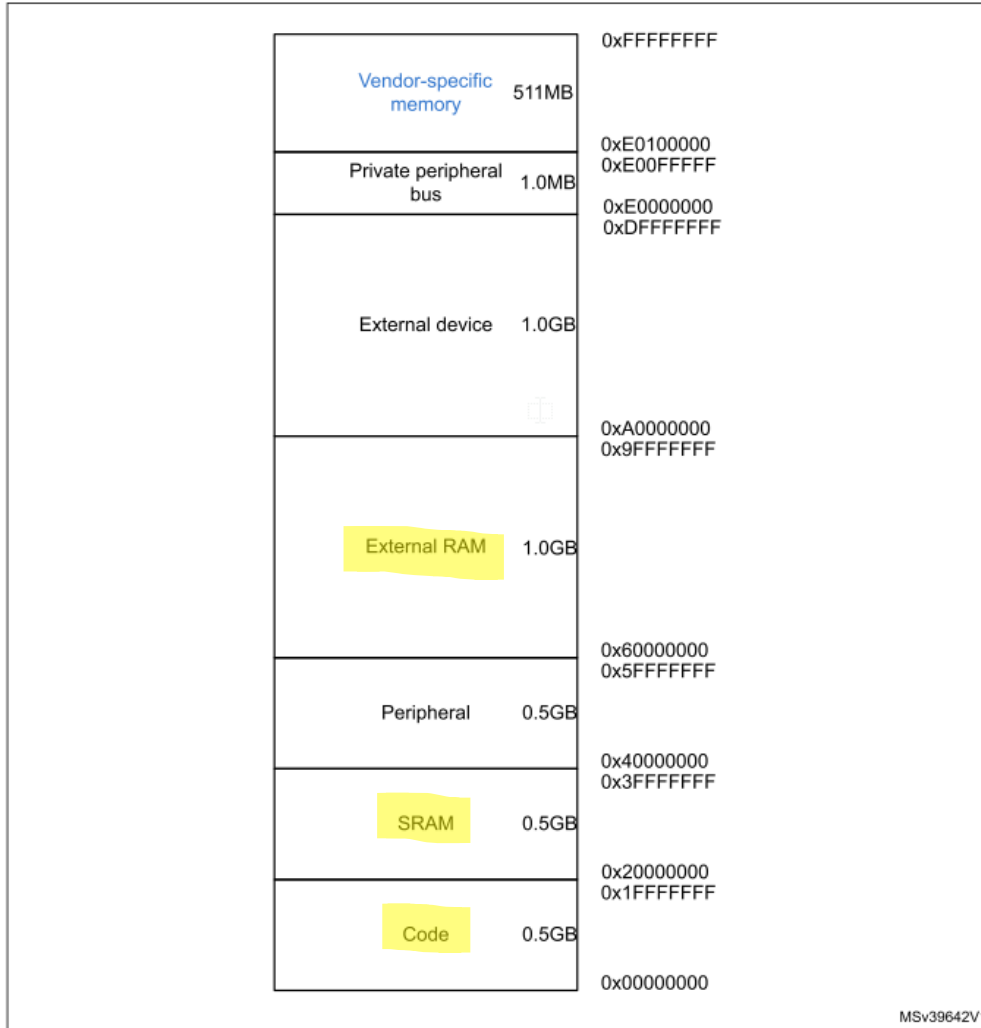 0xFFFFFFFF
Vendor-specific
memory
511MB
0xE0100000
0xE00FFFFF
Private peripheral
bus
1.0MB
0xE0000000
0xDFFFFFFF
External device 1.0GB
0xA0000000
0x9FFFFFFF
External RAM 1.0GB
0x60000000
0x5FFFFFFF
Peripheral 0.5GB
0x40000000
0x3FFFFFFF
SRAM 0.5GB
0x20000000
0x1FFFFFFF
Code 0.5GB
0x00000000
MSv39642V